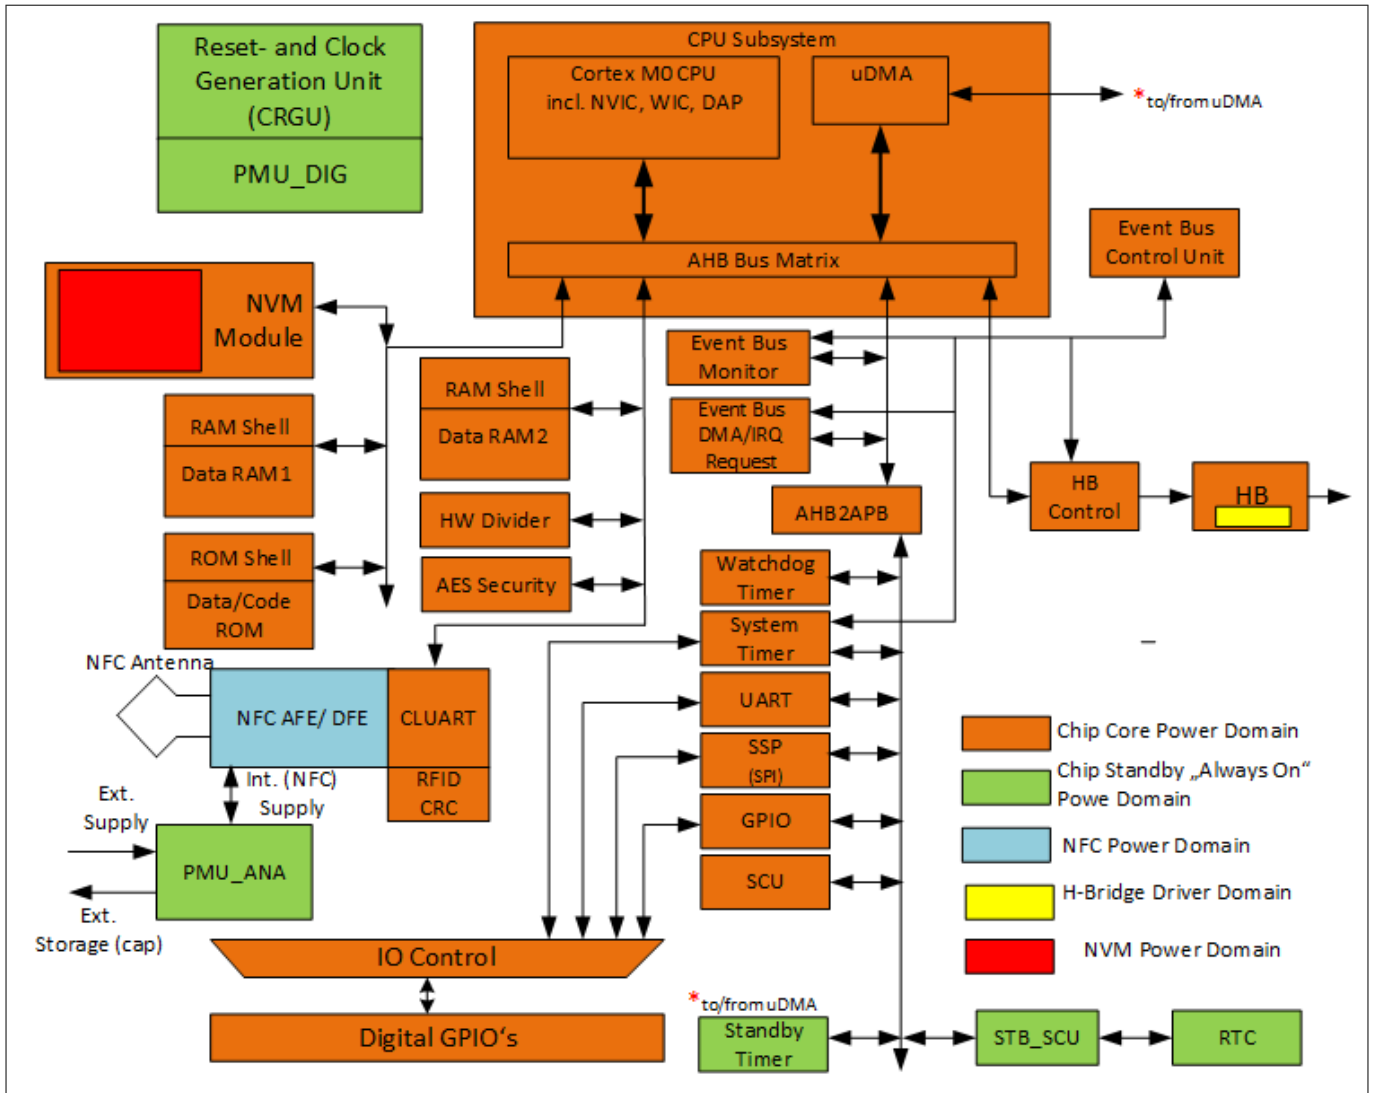 Reset- and Clock
Generation Unit
(CRGU)
PMU_DIG
CPU Subsystem
Cortex M0 CPU
incl. NVIC, WIC, DAP
uDMA
*to/from uDMA
AHB Bus Matrix
Event Bus
Control Unit
NVM
Module
RAM Shell
Data RAM1
ROM Shell
Data/Code
ROM
RAM Shell
Data RAM2
HW Divider
AES Security
Event Bus
Monitor
Event Bus
DMA/IRQ
Request
AHB2APB
HB
Control
HB
Watchdog
Timer
System
Timer
UART
SSP
(SPI)
GPIO
SCU
NFC Antenna
NFC AFE/ DFE
CLUART
RFID
CRC
Int. (NFC)
Supply
Ext.
Supply
PMU_ANA
Ext.
Storage (cap)
IO Control
Digital GPIO‘s
*to/from uDMA
Standby
Timer
STB_SCU
RTC
–
Chip Core Power Domain
Chip Standby „Always On“
Powe Domain
NFC Power Domain
H-Bridge Driver Domain
NVM Power Domain